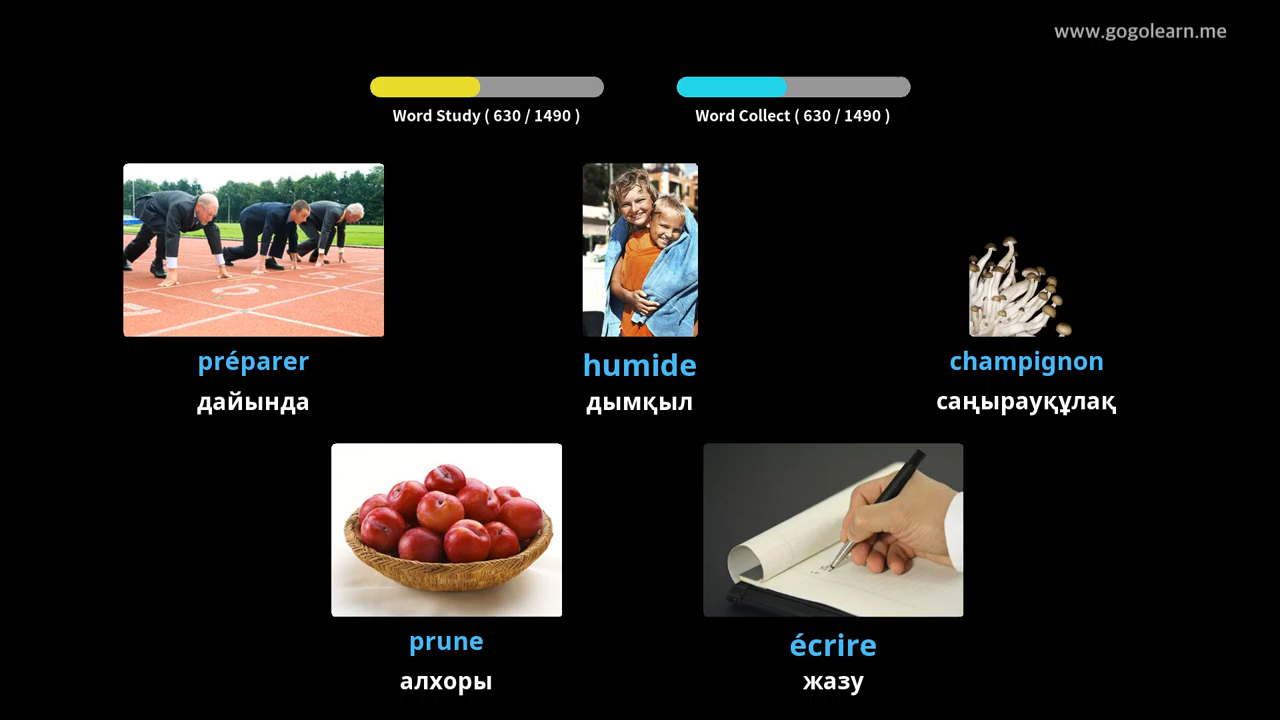 www.gogolearn.me
Word Study ( 630 / 1490 )
Word Collect ( 630 / 1490 )
préparer
дайында
humide
дымқыл
champignon
саңырауқұлақ
prune
алхоры
écrire
жазу